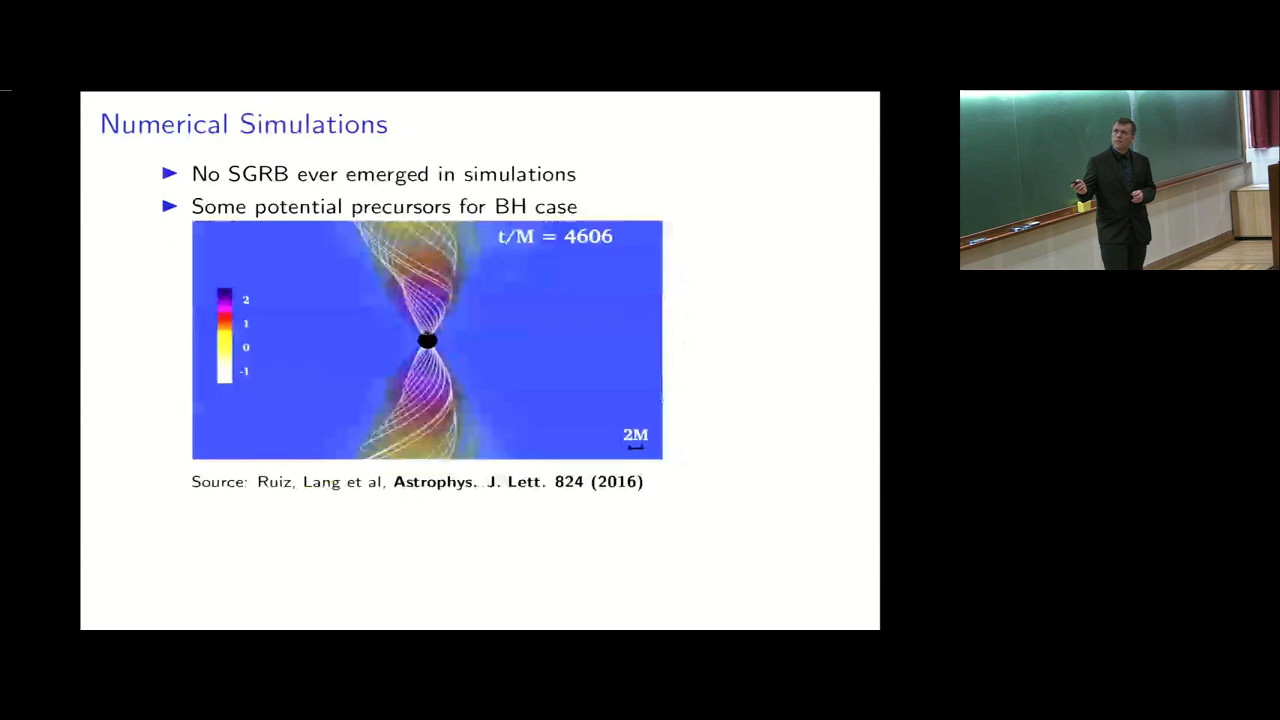 Numerical Simulations
No SGRB ever emerged in simulations
Some potential precursors for BH case
t/M = 4606
2
1
0
-1
2M
Source: Ruiz, Lang et al, Astrophys. J. Lett. 824 (2016)